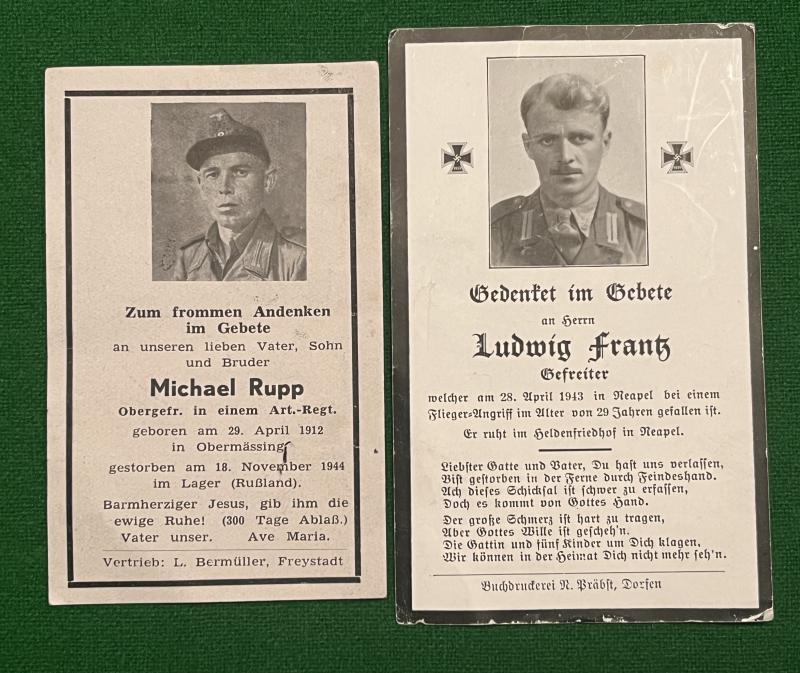 Zum frommen Andenken
im Gebete
an unseren lieben Vater, Sohn
und Bruder
Michael Rupp
Obergefr. in einem Art.-Regt.
geboren am 29. April 1912
in Obermässing
gestorben am 18. November 1944
im Lager (Rußland).
Barmherziger Jesus, gib ihm die
ewige Ruhe! (300 Tage Ablaß.)
Vater unser. Ave Maria.
Vertrieb: L. Bermüller, Freystadt
Gedenket im Gebete
an Herrn
Ludwig Frantz
Gefreiter
welcher am 28. April 1943 in Neapel bei einem
Flieger-Angriff im Alter von 29 Jahren gefallen ist.
Er ruht im Heldenfriedhof in Neapel.
Liebster Gatte und Vater, Du hast uns verlassen,
Bist gestorben in der Ferne durch Feindeshand.
Ach dieses Schicksal ist schwer zu erfassen,
Doch es kommt von Gottes Hand.
Der große Schmerz ist hart zu tragen,
Aber Gottes Wille ist gescheh'n.
Die Gattin und fünf Kinder um Dich klagen,
Wir können in der Heimat Dich nicht mehr seh'n.
Buchdruckerei N. Präbst, Dorfen